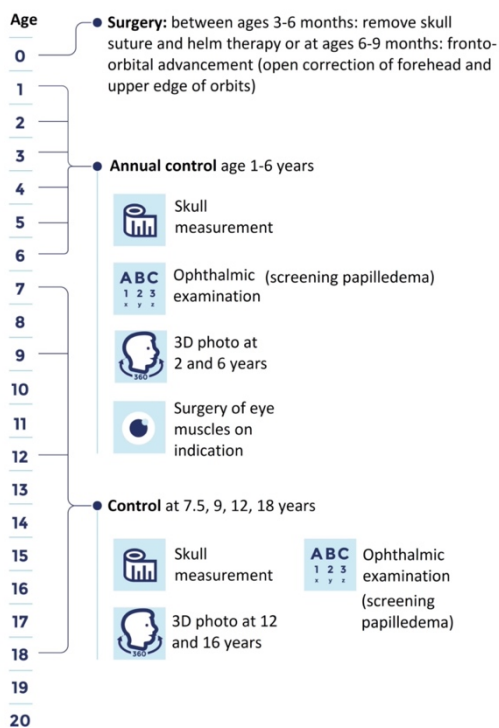 Age
0
1
2
3
4
5
6
7
8
9
10
11
12
13
14
15
16
17
18
19
20
Surgery: between ages 3-6 months: remove skull
suture and helm therapy or at ages 6-9 months: fronto-
orbital advancement (open correction of forehead and
upper edge of orbits)
Annual control age 1-6 years
Skull
measurement
ABC
1 2 3
x y z
Ophthalmic (screening papilledema)
examination
360
3D photo at
2 and 6 years
Surgery of eye
muscles on
indication
Control at 7.5, 9, 12, 18 years
Skull
measurement
ABC
1 2 3
x y z
Ophthalmic
examination
(screening
papilledema)
360
3D photo at 12
and 16 years